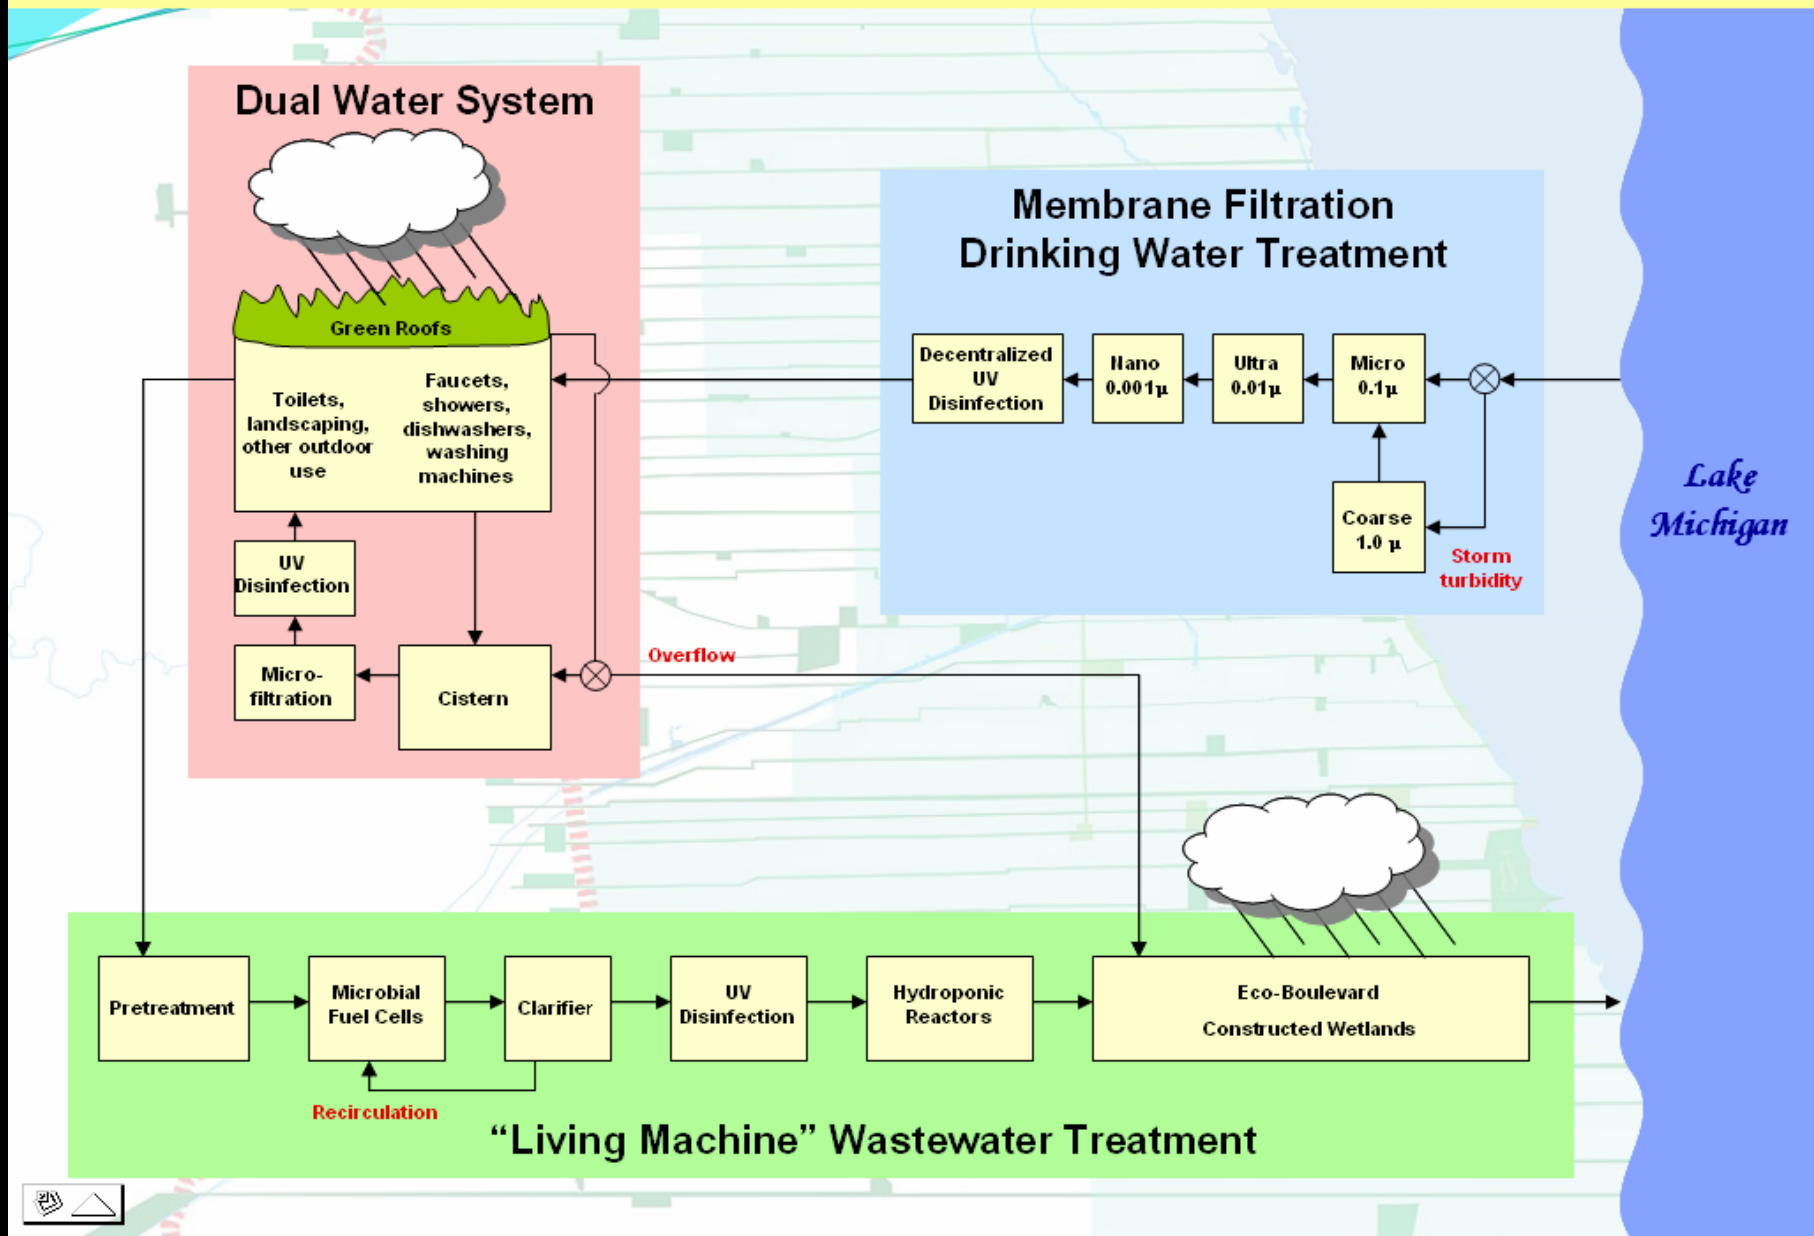 Dual Water System
Green Roofs
Toilets,
landscaping,
other outdoor
use
Faucets,
showers,
dishwashers,
washing
machines
UV
Disinfection
Micro-
filtration
Cistern
Overflow
Membrane Filtration
Drinking Water Treatment
Decentralized
UV
Disinfection
Nano
0.001µ
Ultra
0.01µ
Micro
0.1µ
Coarse
1.0 µ
Storm
turbidity
Lake
Michigan
Pretreatment
Microbial
Fuel Cells
Clarifier
UV
Disinfection
Hydroponic
Reactors
Eco-Boulevard
Constructed Wetlands
Recirculation
“Living Machine” Wastewater Treatment